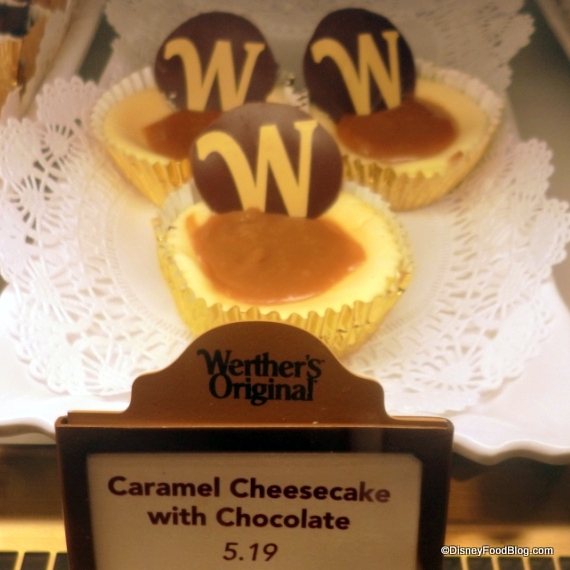 W
W
W
Werther's
Original
Caramel Cheesecake
with Chocolate
5.19
©DisneyFoodBlog.com